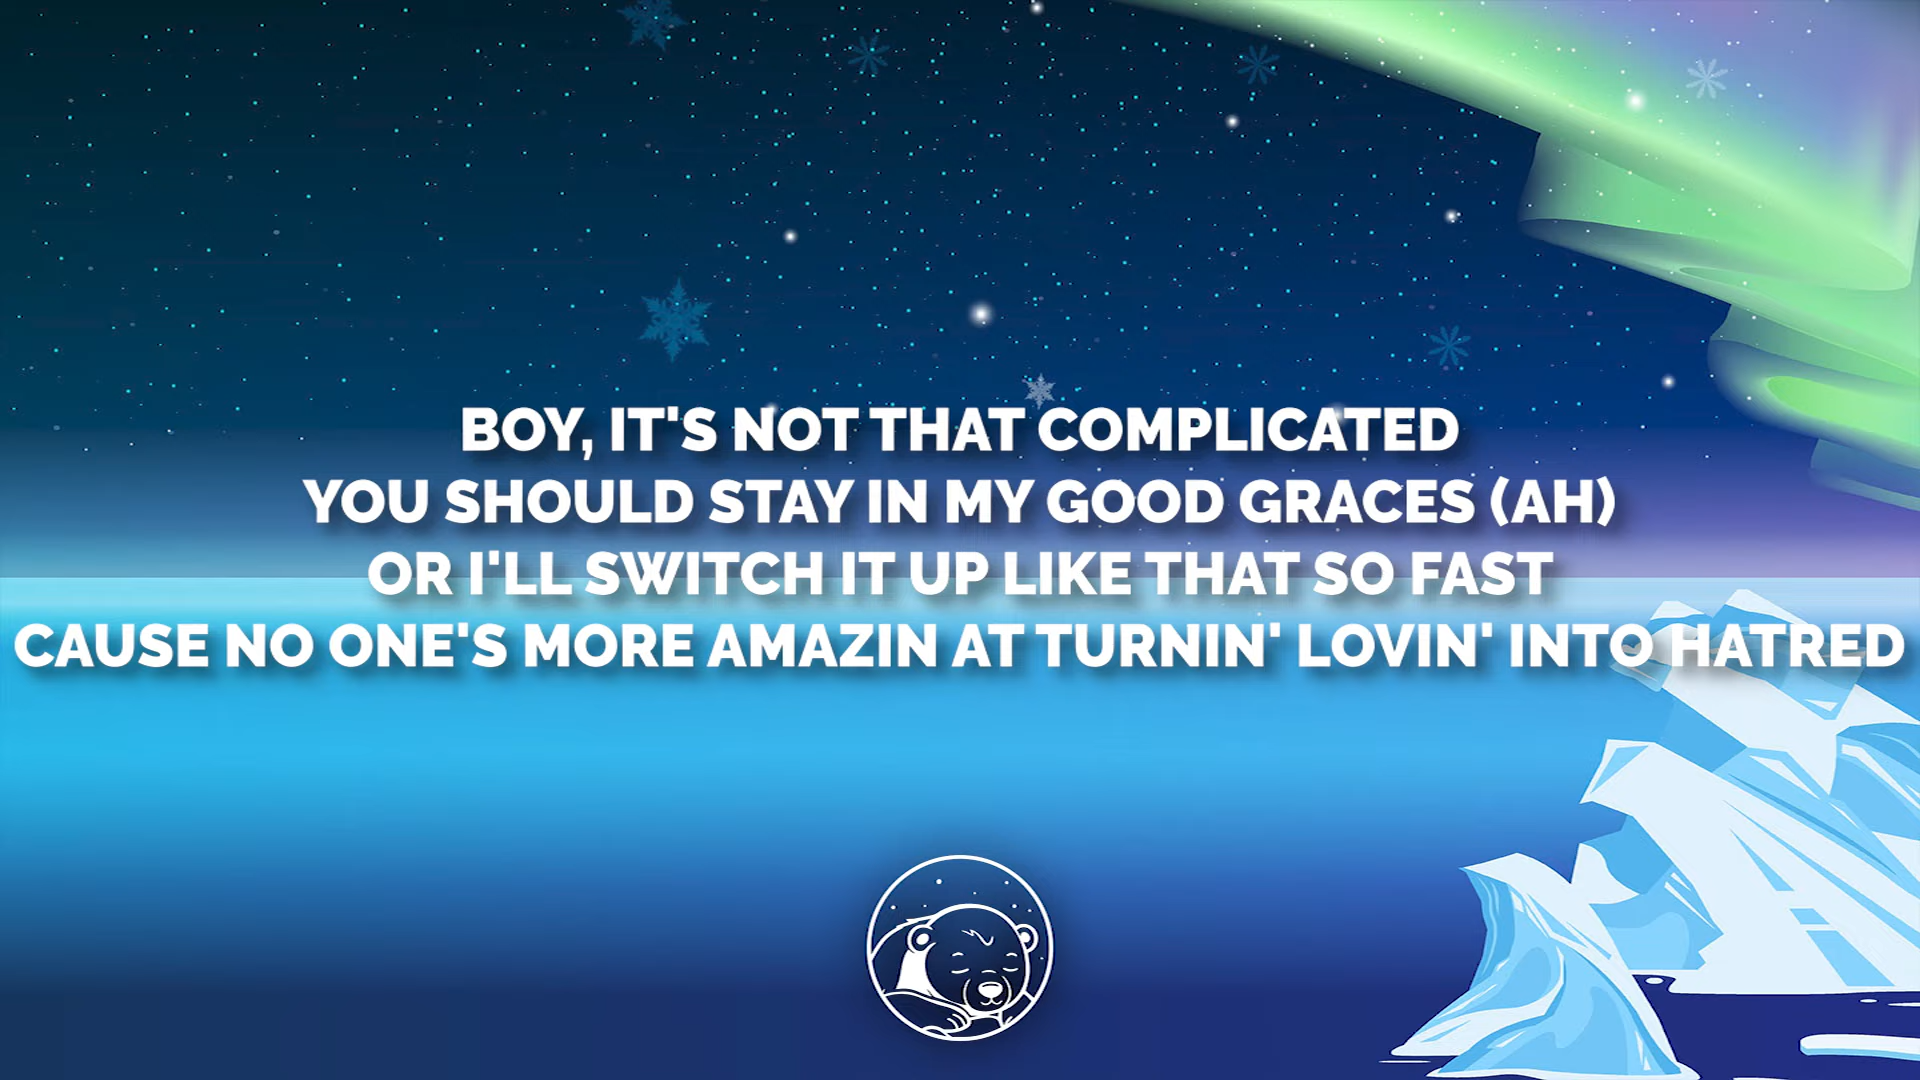 BOY, IT'S NOT THAT COMPLICATED
YOU SHOULD STAY IN MY GOOD GRACES (AH)
OR I'LL SWITCH IT UP LIKE THAT SO FAST
CAUSE NO ONE'S MORE AMAZIN AT TURNIN' LOVIN' INTO HATRED